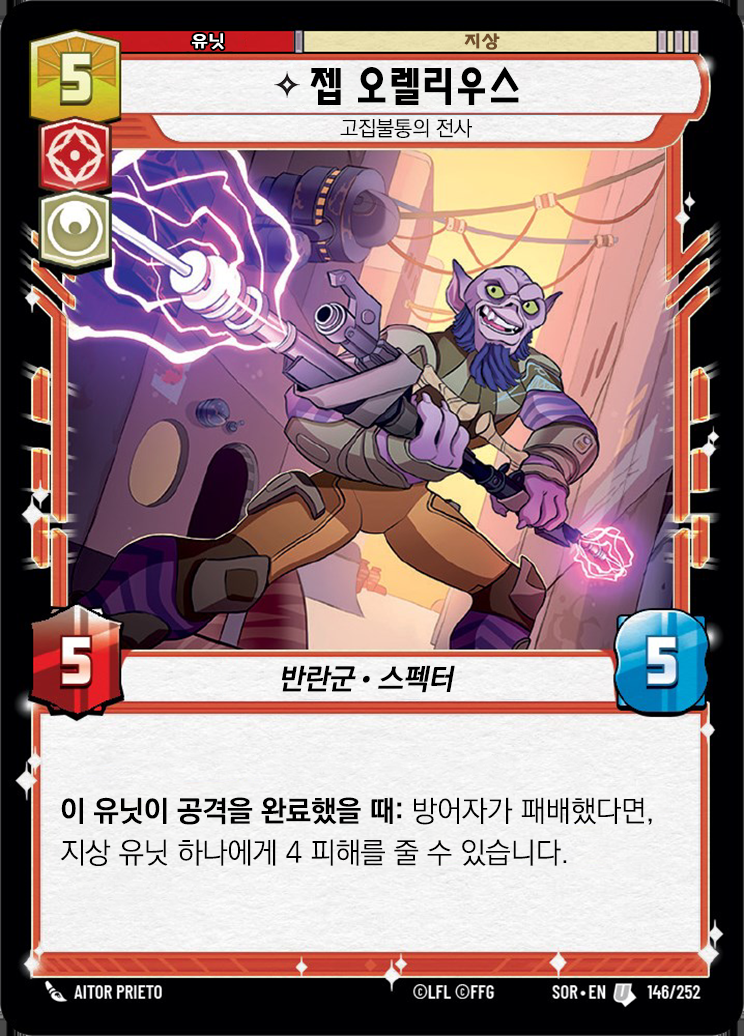 유닛
지상
5
✧ 젭 오렐리우스
고집불통의 전사
5
반란군 • 스펙터
5
이 유닛이 공격을 완료했을 때: 방어자가 패배했다면,
지상 유닛 하나에게 4 피해를 줄 수 있습니다.
AITOR PRIETO
©LFL ©FFG
SOR • EN U 146/252